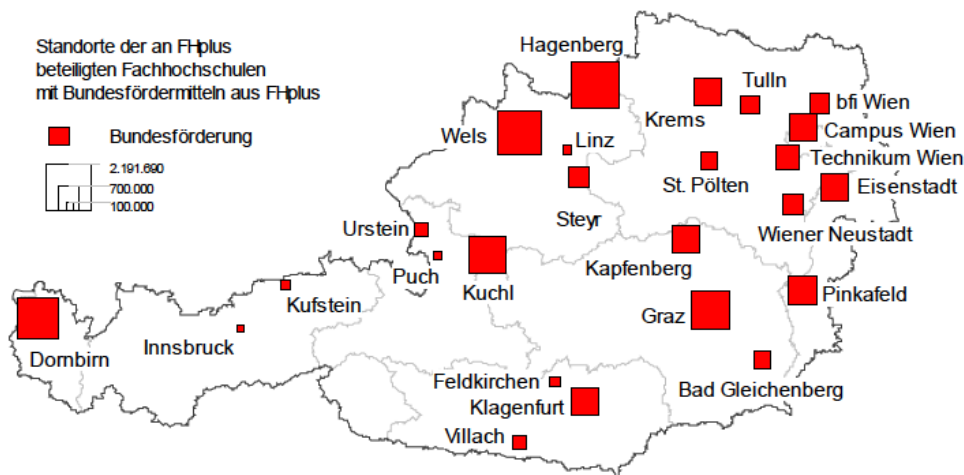 Standorte der an FHplus
beteiligten Fachhochschulen
mit Bundesfördermitteln aus FHplus
Bundesförderung
2.191.690
700.000
100.000
Hagenberg
Tulln
bfi Wien
Krems
Campus Wien
Wels
Linz
Technikum Wien
St. Pölten
Eisenstadt
Steyr
Urstein
Wiener Neustadt
Puch
Kuchl
Kapfenberg
Kufstein
Pinkafeld
Graz
Innsbruck
Dornbirn
Feldkirchen
Bad Gleichenberg
Klagenfurt
Villach